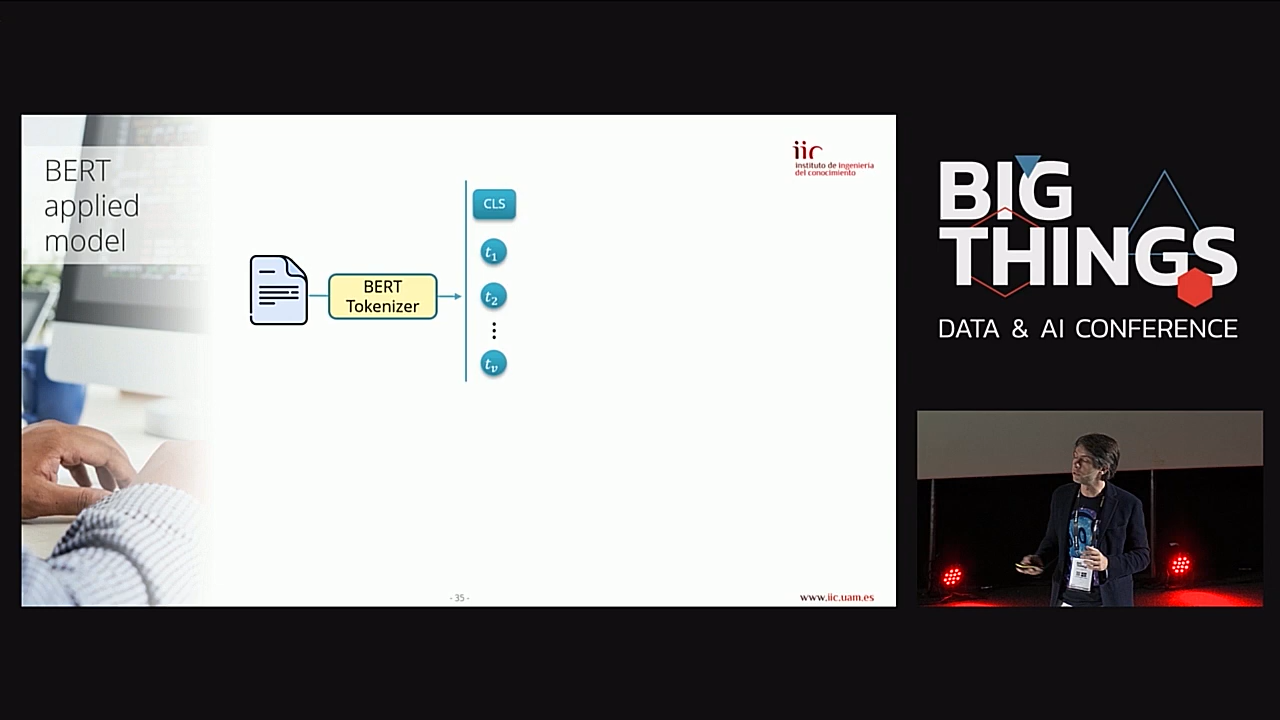 BERT
applied
model
iic
instituto de ingeniería
del conocimiento
CLS
t1
t2
tv
BERT
Tokenizer
- 35 -
www.iic.uam.es
BIG
THINGS
DATA & AI CONFERENCE